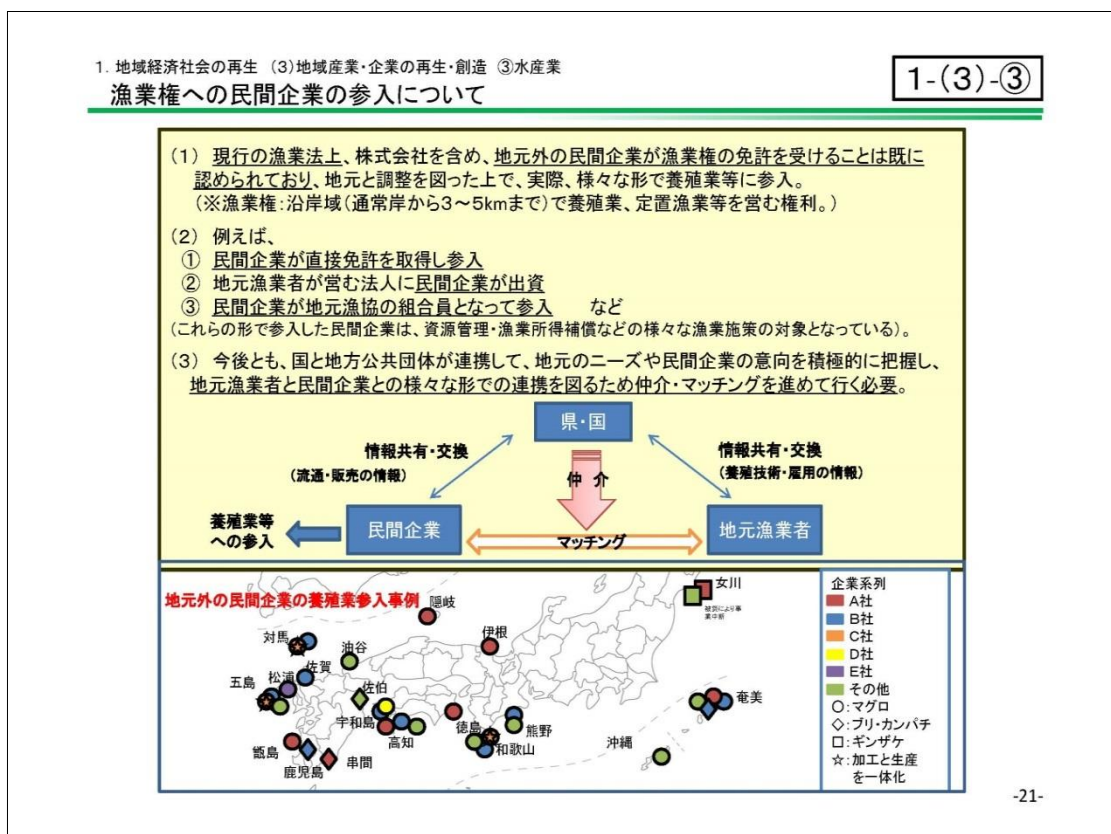 1．地域経済社会の再生 （3）地域産業・企業の再生・創造 ③水産業
漁業権への民間企業の参入について
1-(3)-③
（1） 現行の漁業法上、株式会社を含め、地元外の民間企業が漁業権の免許を受けることは既に
認められており、地元と調整を図った上で、実際、様々な形で養殖業等に参入。
（※漁業権：沿岸域（通常岸から3～5kmまで）で養殖業、定置漁業等を営む権利。）
（2） 例えば、
① 民間企業が直接免許を取得し参入
② 地元漁業者が営む法人に民間企業が出資
③ 民間企業が地元漁協の組合員となって参入 など
（これらの形で参入した民間企業は、資源管理・漁業所得補償などの様々な漁業施策の対象となっている）。
（3） 今後とも、国と地方公共団体が連携して、地元のニーズや民間企業の意向を積極的に把握し、
地元漁業者と民間企業との様々な形での連携を図るため仲介・マッチングを進めて行く必要。
県・国
情報共有・交換
（流通・販売の情報）
仲 介
情報共有・交換
（養殖技術・雇用の情報）
養殖業等
への参入
民間企業
マッチング
地元漁業者
地元外の民間企業の養殖業参入事例
隠岐
伊根
女川
被災により事
業中断
対馬
油谷
佐賀
松浦
五島
佐伯
宇和島
高知
徳島
熊野
和歌山
甑島
鹿児島
串間
沖縄
奄美
企業系列
A社
B社
C社
D社
E社
その他
○：マグロ
◇：ブリ・カンパチ
□：ギンザケ
☆：加工と生産
を一体化
-21-